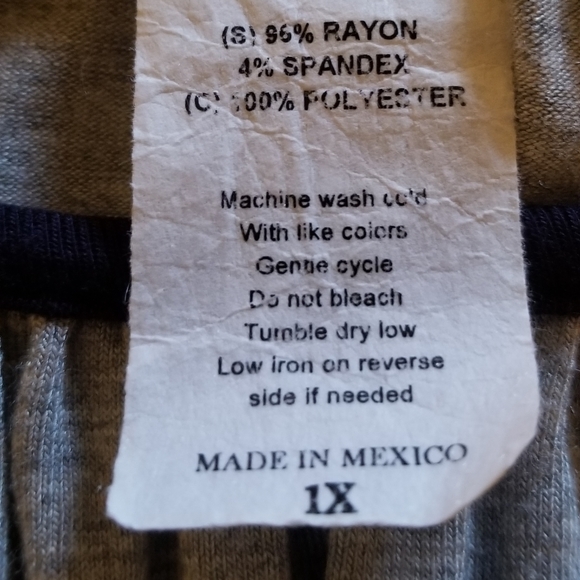 (S) 96% RAYON
4% SPANDEX
(C) 100% POLYESTER
Machine wash cold
With like colors
Gentle cycle
Do not bleach
Tumble dry low
Low iron on reverse
side if needed
MADE IN MEXICO
1X